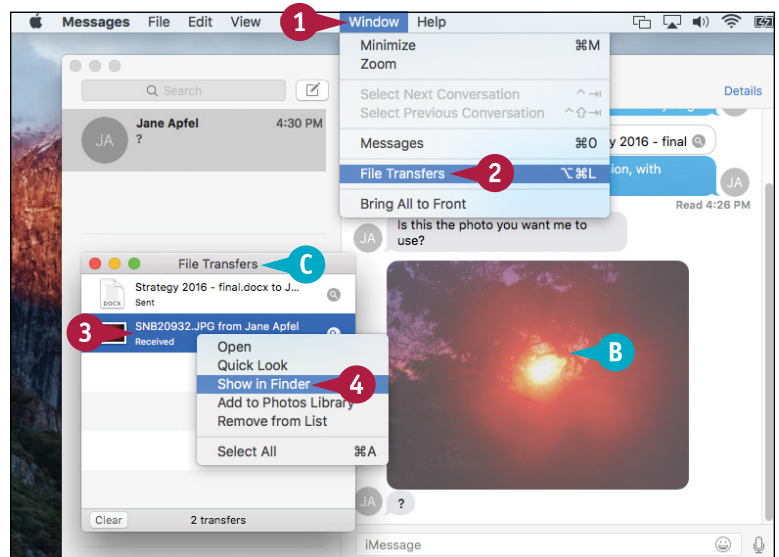 Messages File Edit View Window Help
1
Minimize ⌘M
Zoom
Select Next Conversation ^⇥
Select Previous Conversation ^⇧⇥
Messages ⌘0
File Transfers ⌥⌘L
2
Bring All to Front
Search
JA
Jane Apfel 4:30 PM
?
Details
y 2016 - final
ion, with
JA
Read 4:26 PM
Is this the photo you want me to
use?
JA
B
JA
?
iMessage
File Transfers
C
Strategy 2016 - final.docx to J...
Sent
DOCX
3
SNB20932.JPG from Jane Apfel
Received
Open
Quick Look
Show in Finder
4
Add to Photos Library
Remove from List
Select All ⌘A
Clear 2 transfers